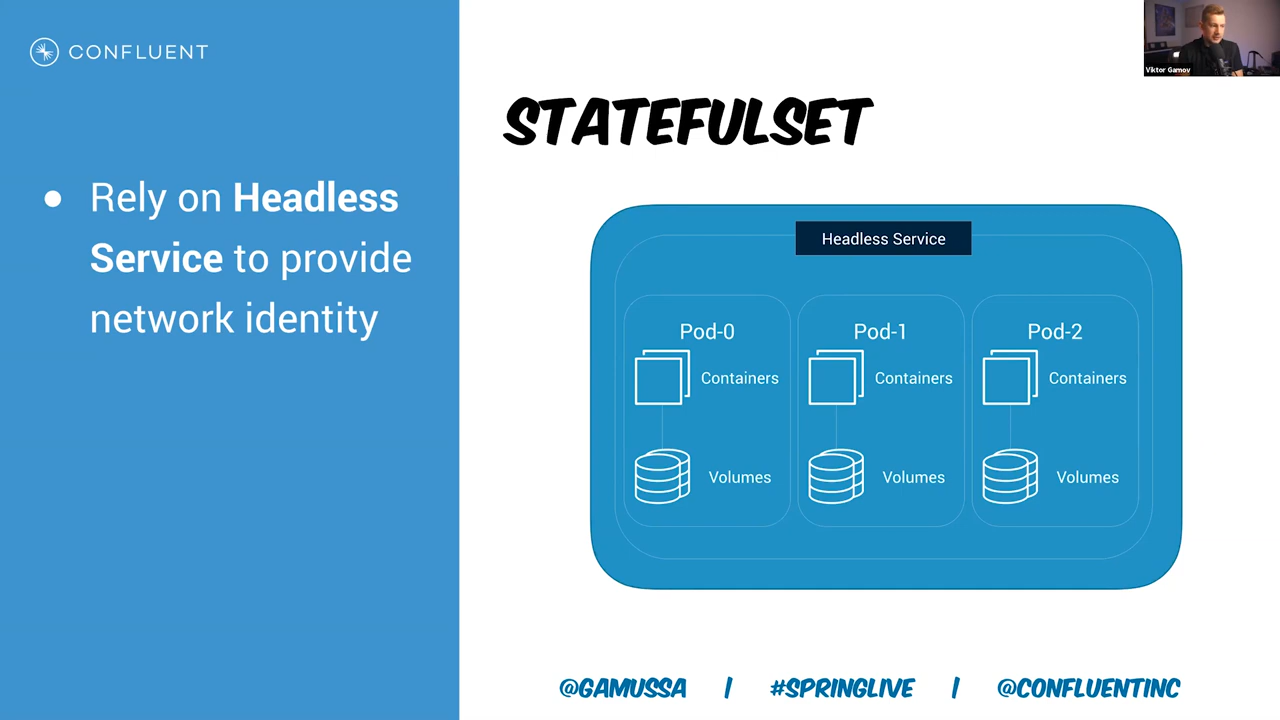 CONFLUENT
Viktor Gamov
STATEFULSET
● Rely on Headless
Service to provide
network identity
Headless Service
Pod-0
Containers
Volumes
Pod-1
Containers
Volumes
Pod-2
Containers
Volumes
@GAMUSSA | #SPRINGLIVE | @CONFLUENTINC